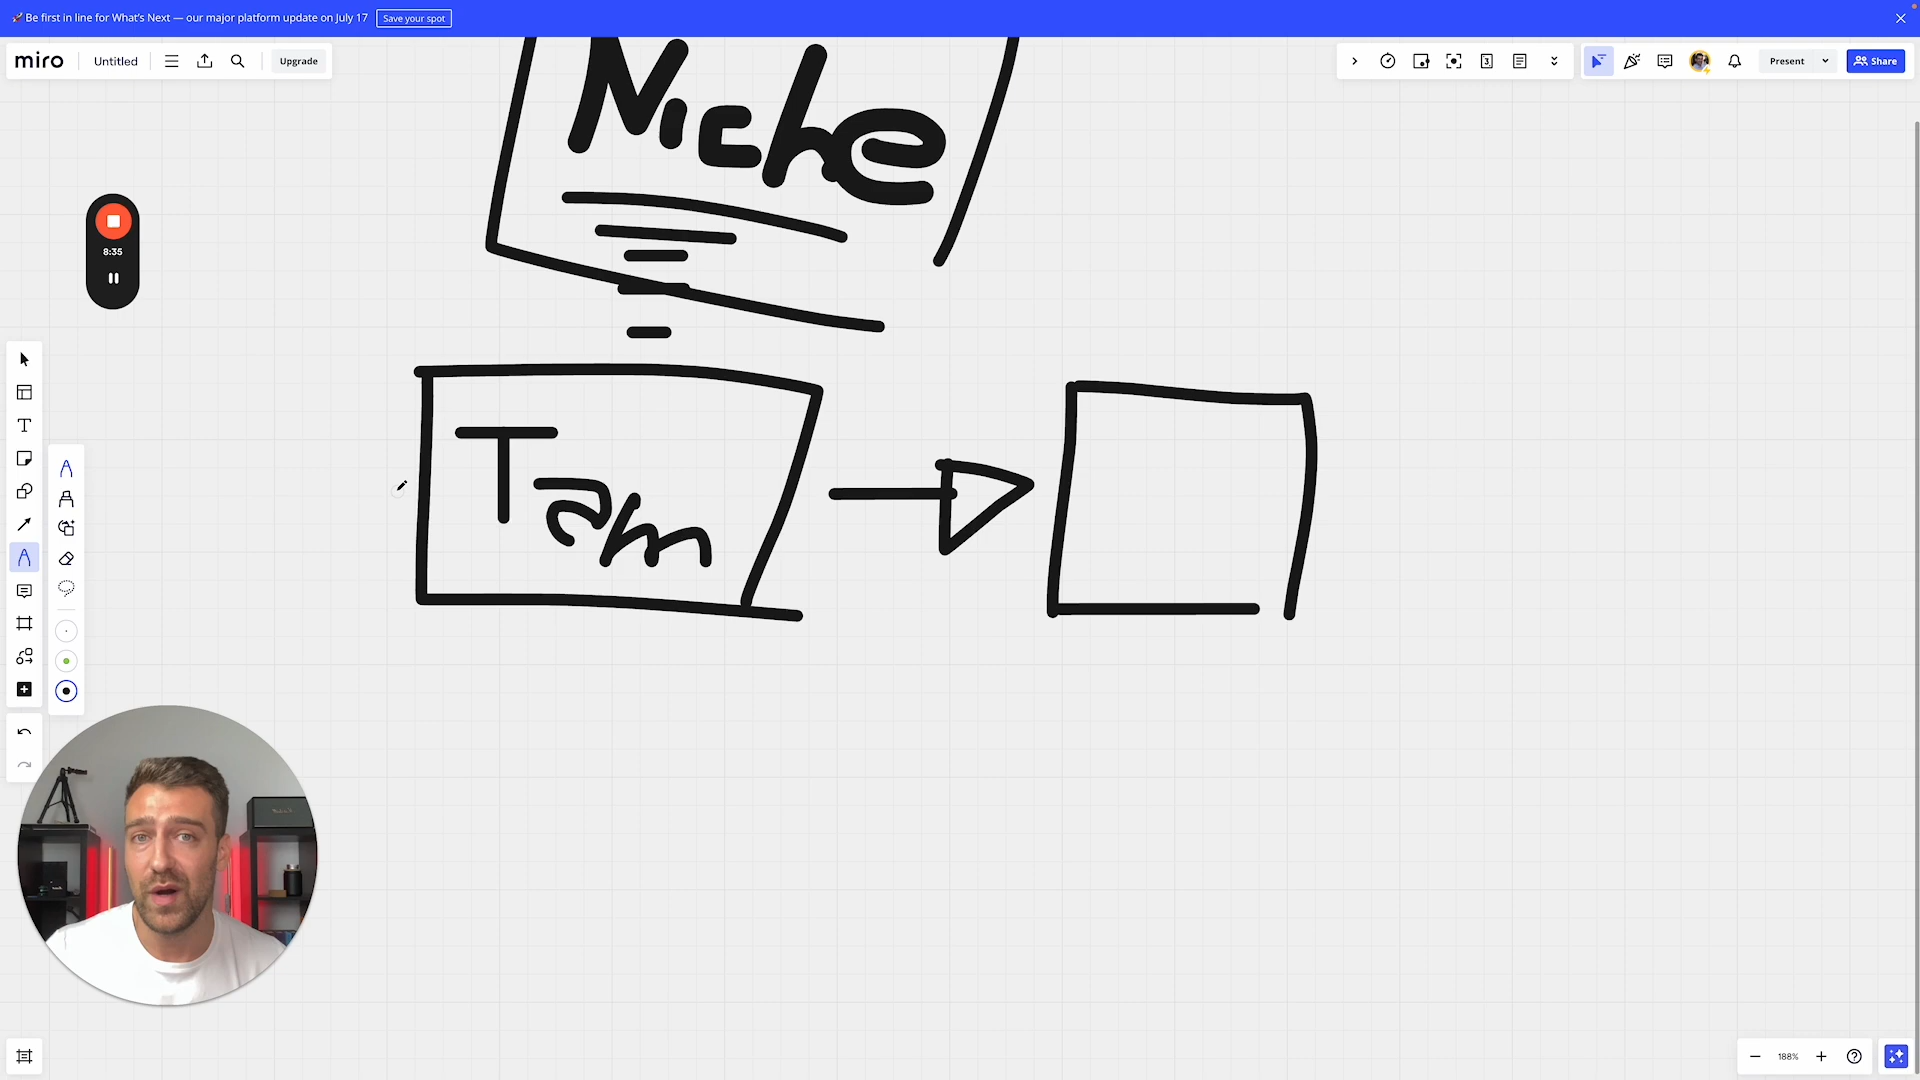 🚀 Be first in line for What's Next — our major platform update on July 17 Save your spot
miro Untitled Upgrade
3 Present Share
Niche
8:35
Tam
188%